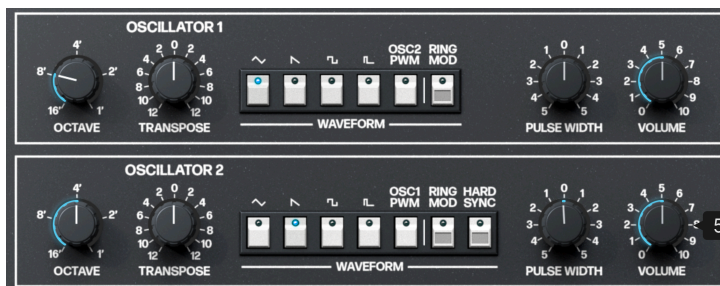 OSCILLATOR 1
4'
8' 2'
16' 1'
OCTAVE
2 0 2
4 4
6 6
8 8
10 10
12 12
TRANSPOSE
OSC2 PWM
RING MOD
WAVEFORM
1 0 1
2 2
3 3
4 4
5 5
PULSE WIDTH
4 5 6
3 7
2 8
1 9
0 10
VOLUME
OSCILLATOR 2
4'
8' 2'
16' 1'
OCTAVE
2 0 2
4 4
6 6
8 8
10 10
12 12
TRANSPOSE
OSC1 PWM
RING MOD
HARD SYNC
WAVEFORM
1 0 1
2 2
3 3
4 4
5 5
PULSE WIDTH
4 5 6
3 7
2 8
1 9
0 10
VOLUME
5